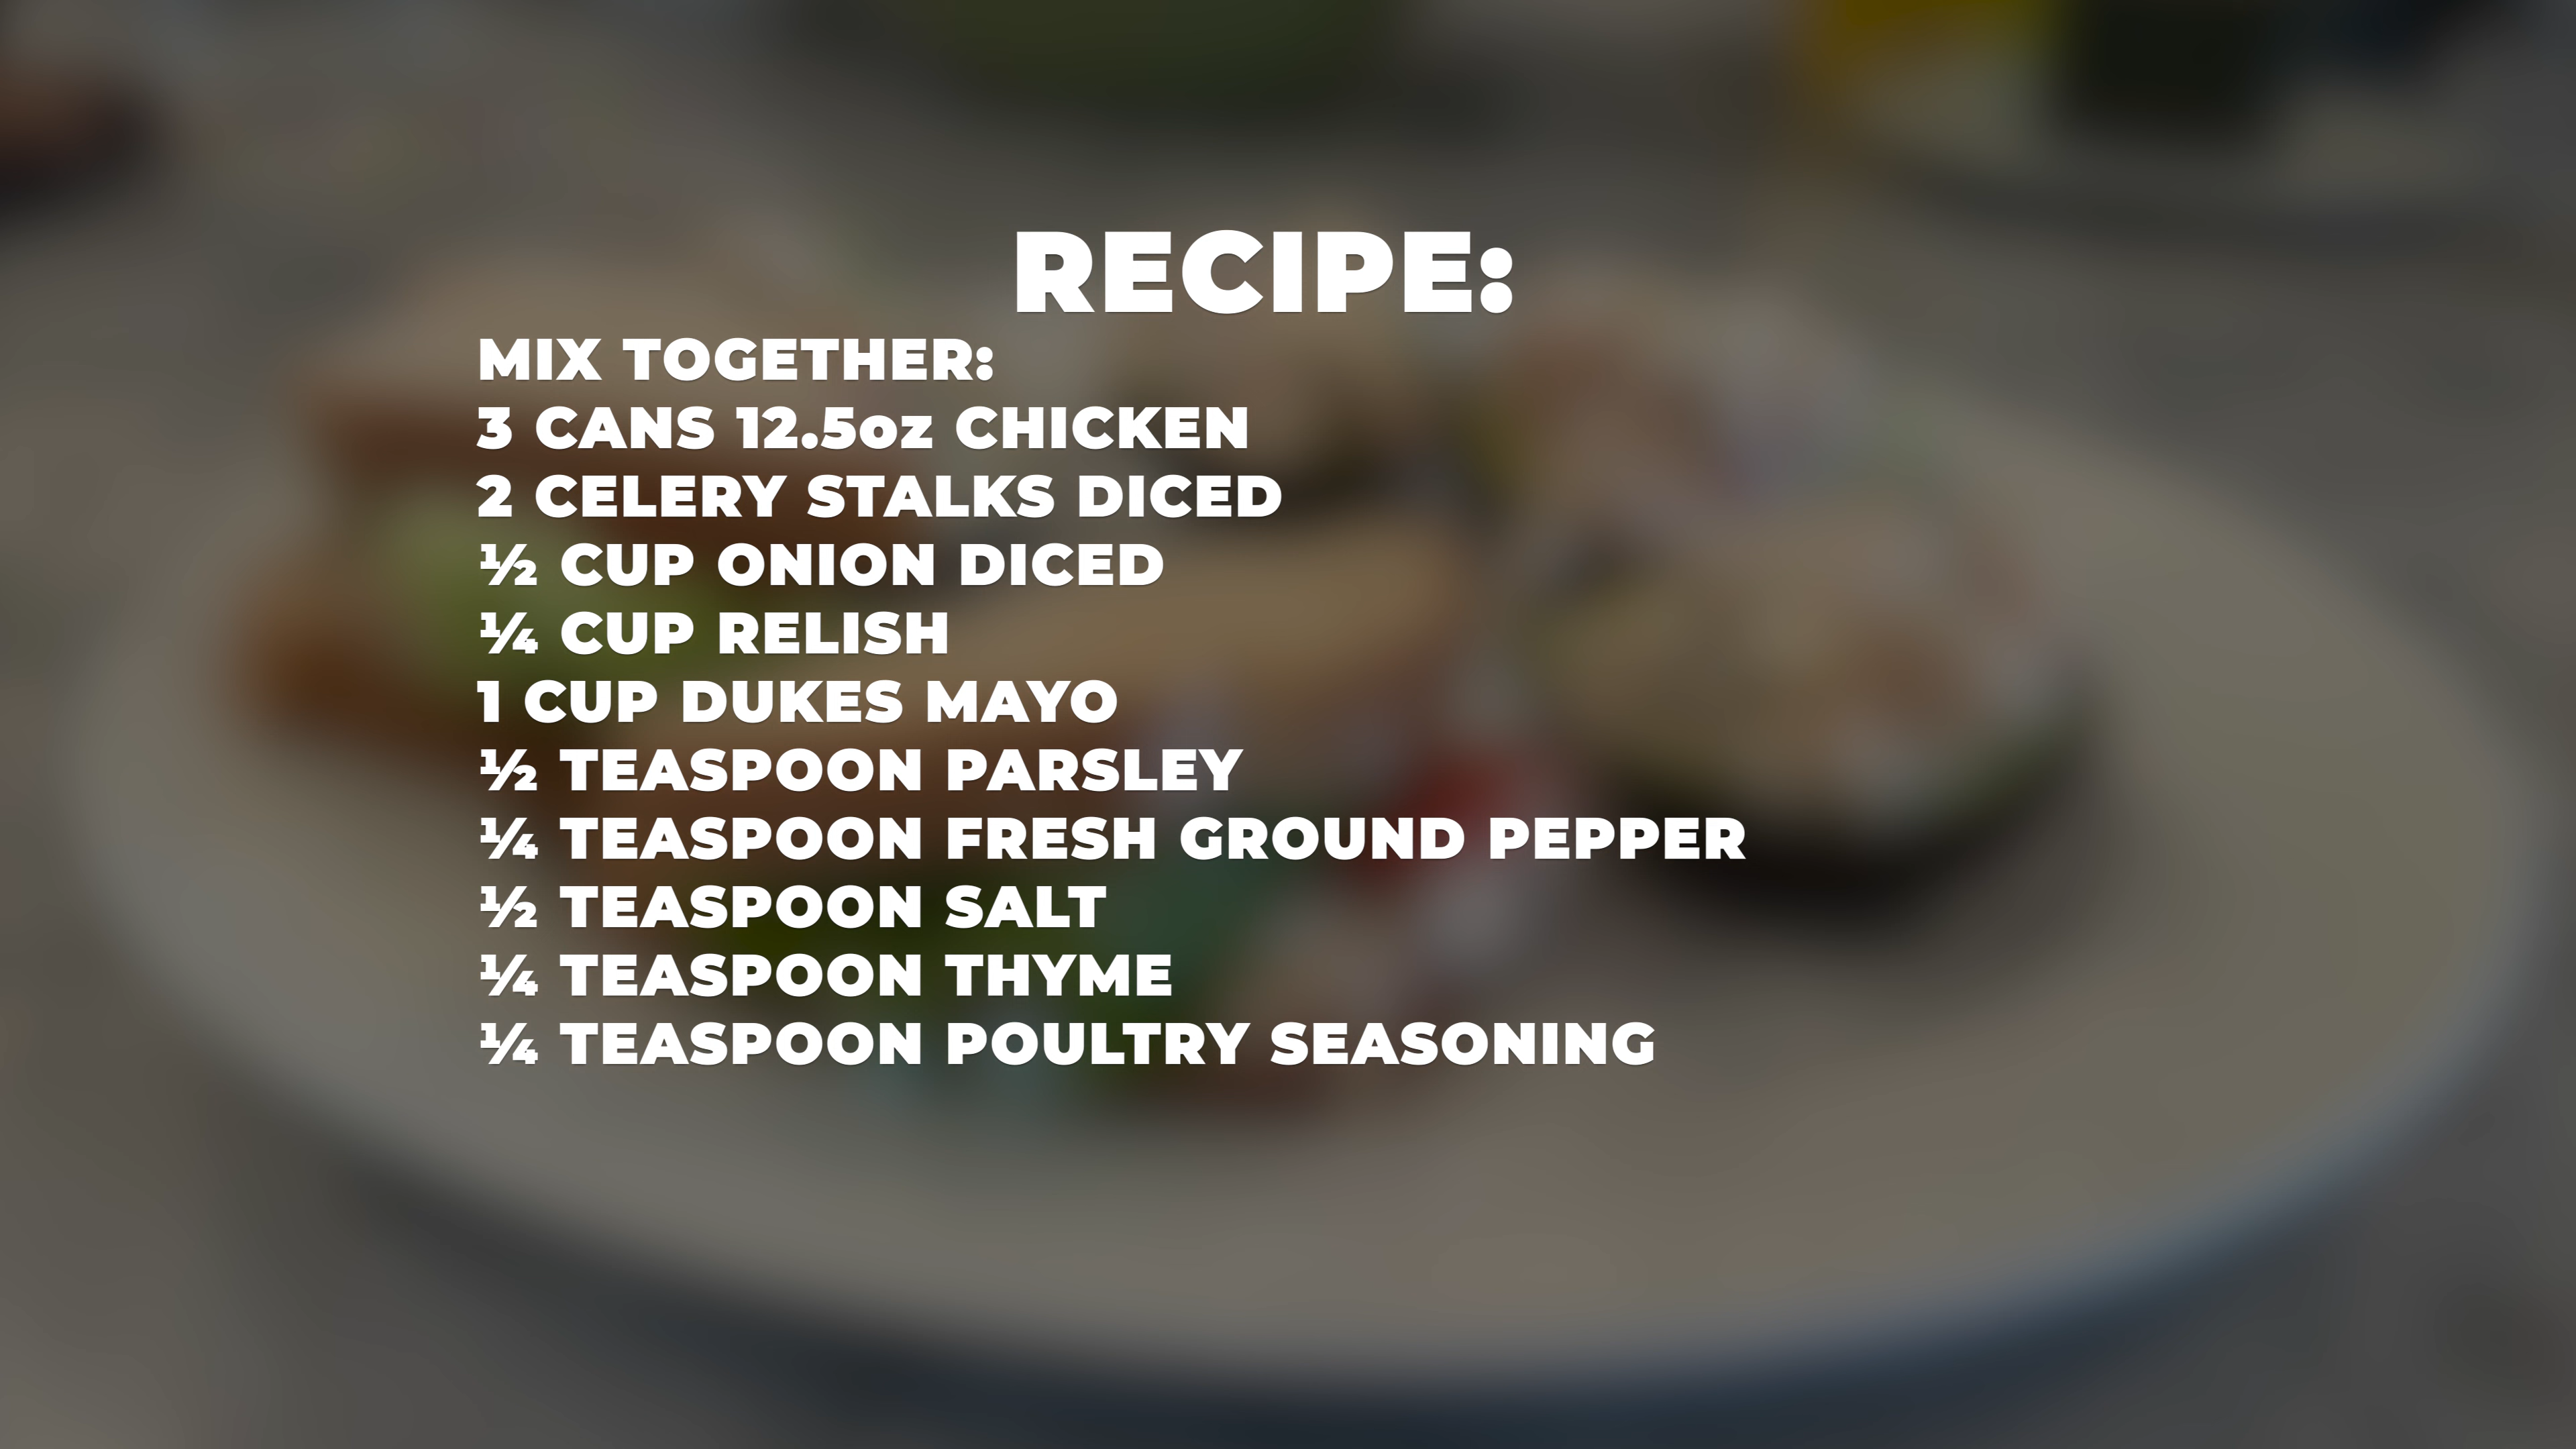 RECIPE:
MIX TOGETHER:
3 CANS 12.5oz CHICKEN
2 CELERY STALKS DICED
½ CUP ONION DICED
¼ CUP RELISH
1 CUP DUKES MAYO
½ TEASPOON PARSLEY
¼ TEASPOON FRESH GROUND PEPPER
½ TEASPOON SALT
¼ TEASPOON THYME
¼ TEASPOON POULTRY SEASONING